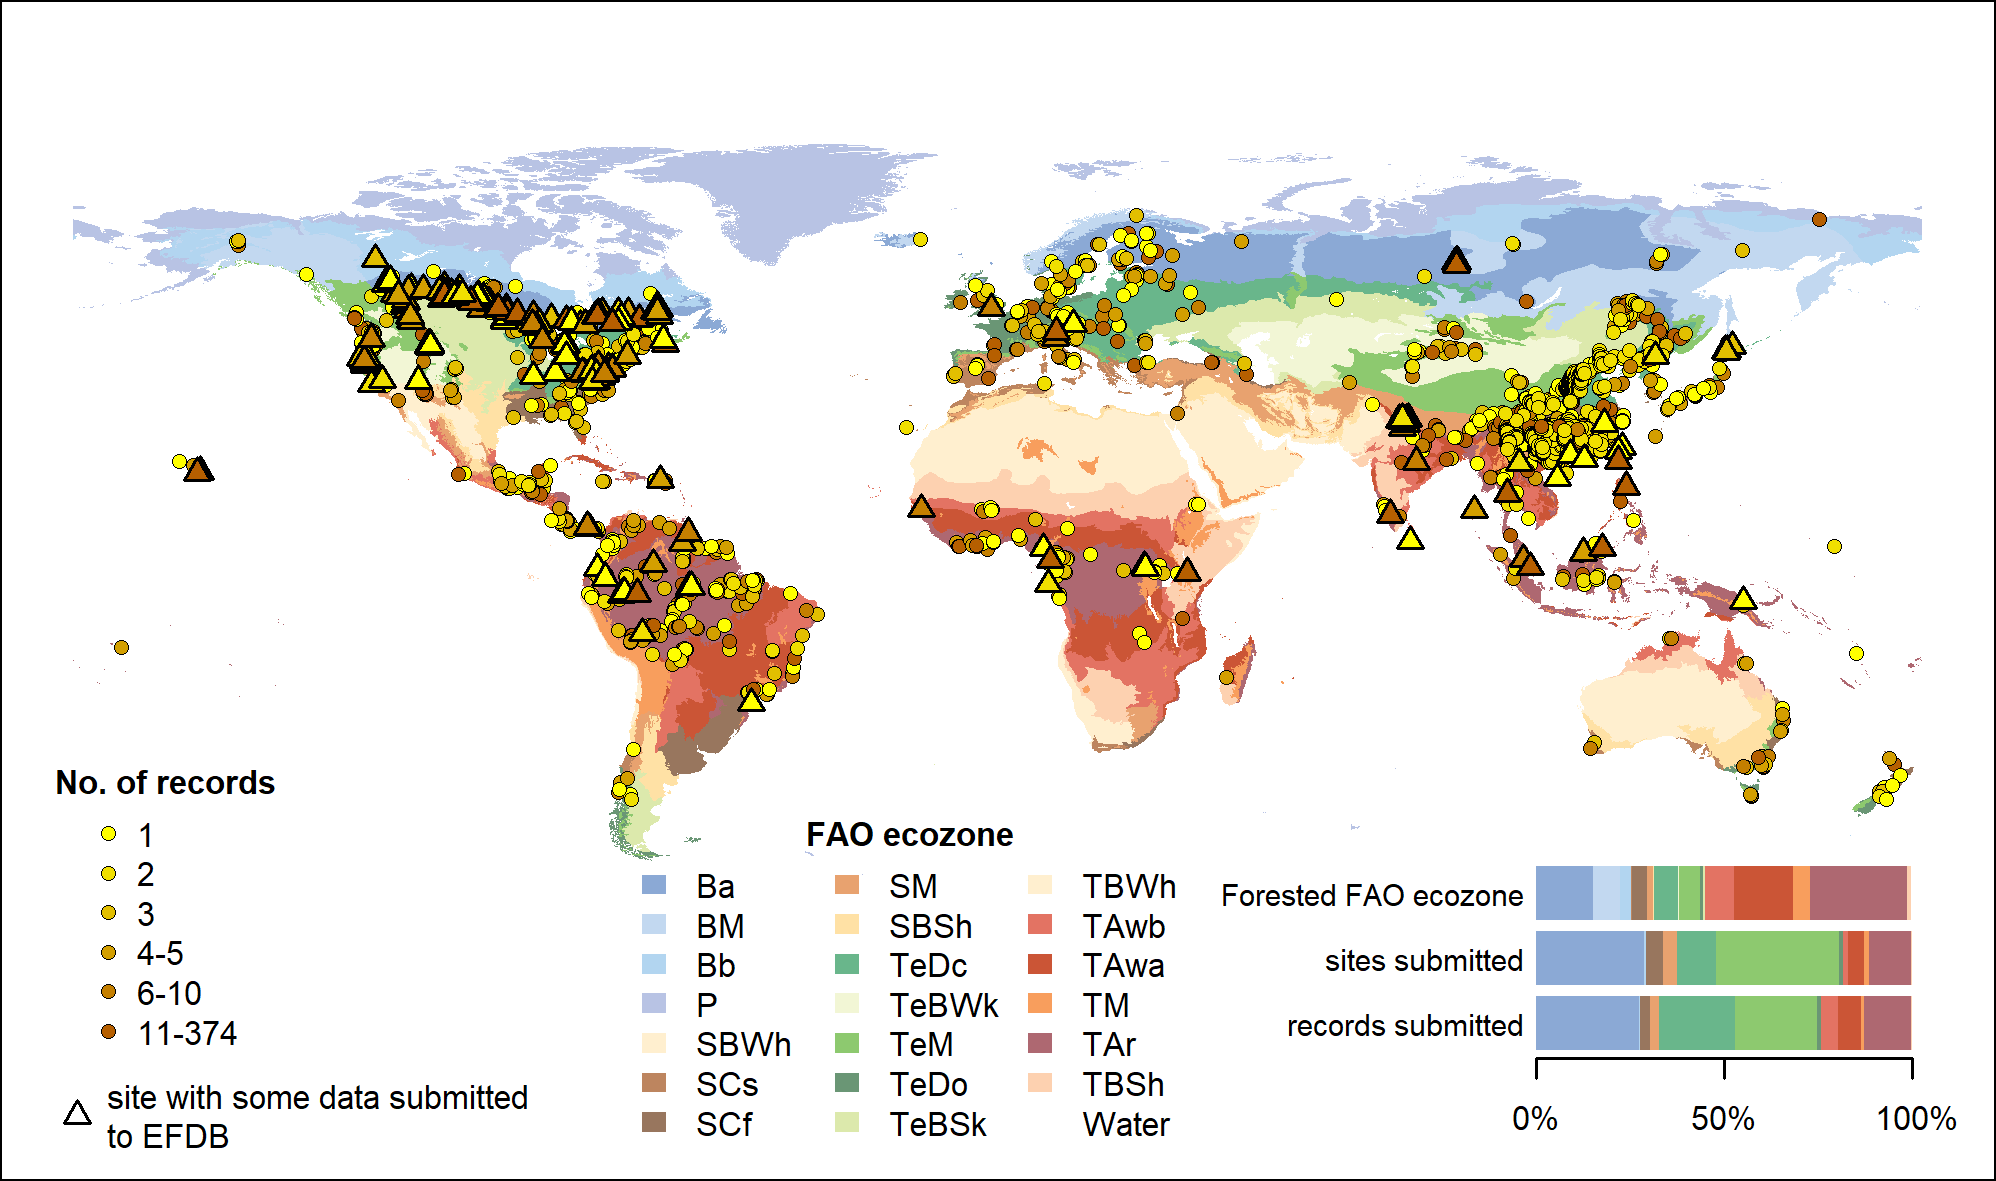 No. of records
1
2
3
4-5
6-10
11-374
site with some data submitted
to EFDB
FAO ecozone
Ba
BM
Bb
P
SBWh
SCs
SCf
SM
SBSh
TeDc
TeBWk
TeM
TeDo
TeBSk
TBWh
TAwb
TAwa
TM
TAr
TBSh
Water
Forested FAO ecozone
sites submitted
records submitted
0%
50%
100%